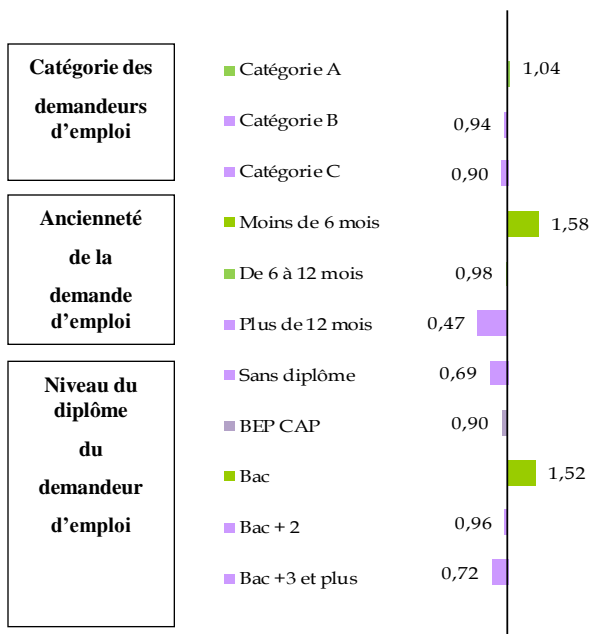 Catégorie des
demandeurs
d'emploi
Catégorie A
1,04
Catégorie B
0,94
Catégorie C
0,90
Ancienneté
de la
demande
d'emploi
Moins de 6 mois
1,58
De 6 à 12 mois
0,98
Plus de 12 mois
0,47
Niveau du
diplôme
du
demandeur
d'emploi
Sans diplôme
0,69
BEP CAP
0,90
Bac
1,52
Bac + 2
0,96
Bac +3 et plus
0,72